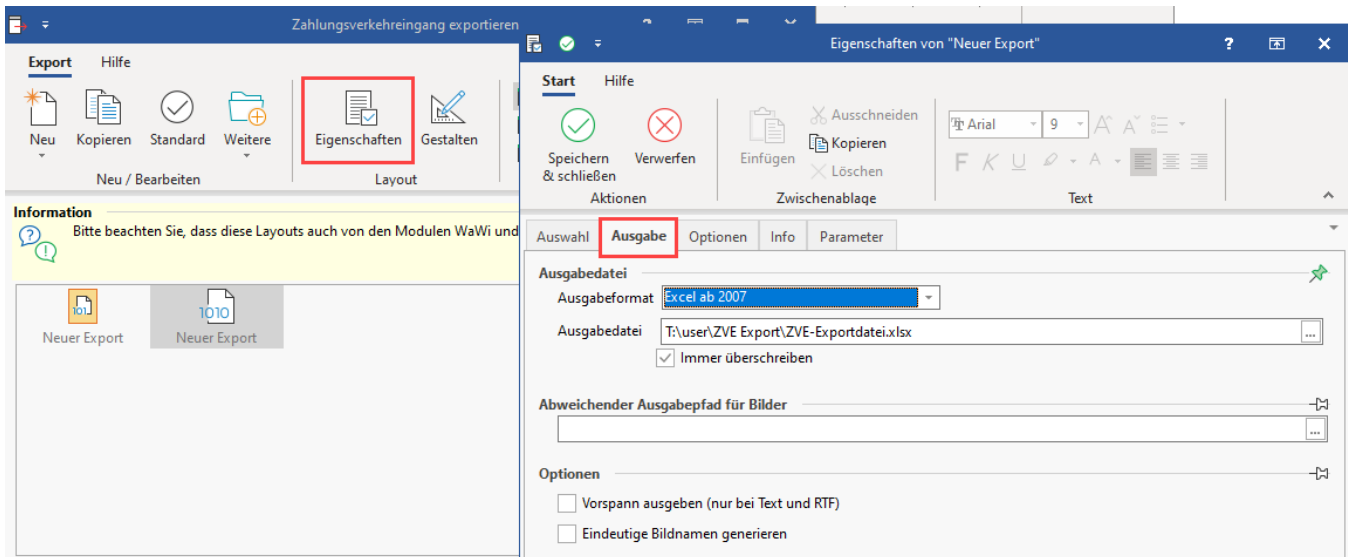 Zahlungsverkehreingang exportieren
Export Hilfe
Neu Kopieren Standard Weitere Eigenschaften Gestalten
Neu / Bearbeiten Layout
Information
Bitte beachten Sie, dass diese Layouts auch von den Modulen WaWi und
101
1010
Neuer Export Neuer Export
Eigenschaften von "Neuer Export"
?
Start Hilfe
Speichern & schließen
Verwerfen
Aktionen
Einfügen
Ausschneiden
Kopieren
Löschen
Zwischenablage
Arial 9
F K U A
Text
Auswahl Ausgabe Optionen Info Parameter
Ausgabedatei
Ausgabeformat Excel ab 2007
Ausgabedatei T:\user\ZVE Export\ZVE-Exportdatei.xlsx ...
Immer überschreiben
Abweichender Ausgabepfad für Bilder
...
Optionen
Vorspann ausgeben (nur bei Text und RTF)
Eindeutige Bildnamen generieren